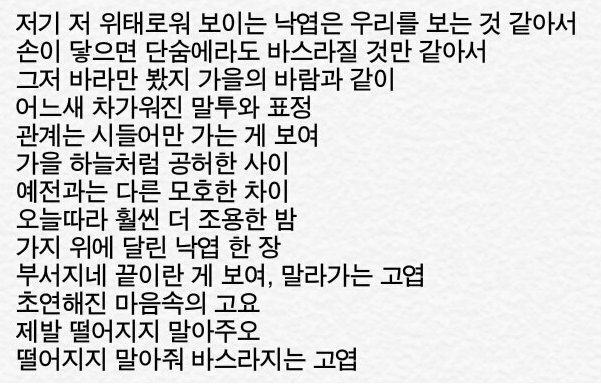 저기 저 위태로워 보이는 낙엽은 우리를 보는 것 같아서
손이 닿으면 단숨에라도 바스라질 것만 같아서
그저 바라만 봤지 가을의 바람과 같이
어느새 차가워진 말투와 표정
관계는 시들어만 가는 게 보여
가을 하늘처럼 공허한 사이
예전과는 다른 모호한 차이
오늘따라 훨씬 더 조용한 밤
가지 위에 달린 낙엽 한 장
부서지네 끝이란 게 보여, 말라가는 고엽
초연해진 마음속의 고요
제발 떨어지지 말아주오
떨어지지 말아줘 바스라지는 고엽